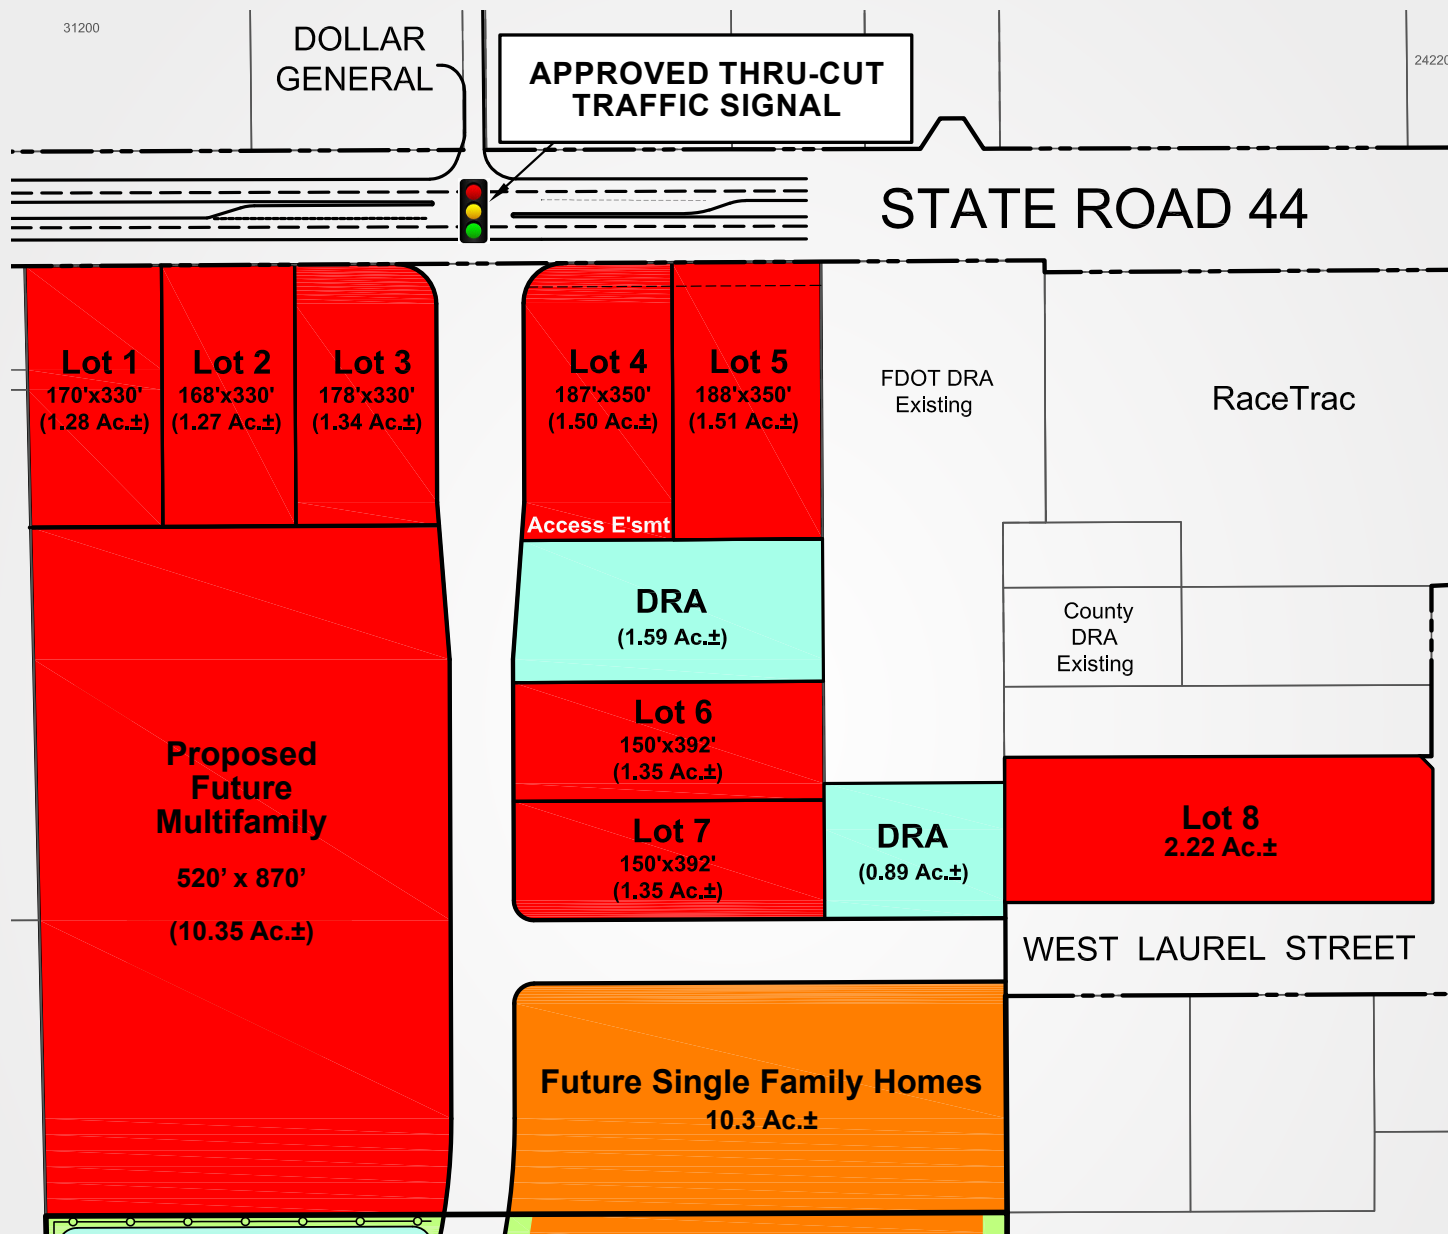 31200
DOLLAR
GENERAL
APPROVED THRU-CUT
TRAFFIC SIGNAL
24220
STATE ROAD 44
Lot 1
170'x330'
(1.28 Ac.±)
Lot 2
168'x330'
(1.27 Ac.±)
Lot 3
178'x330'
(1.34 Ac.±)
Lot 4
187'x350'
(1.50 Ac.±)
Access E'smt
Lot 5
188'x350'
(1.51 Ac.±)
FDOT DRA
Existing
RaceTrac
DRA
(1.59 Ac.±)
County
DRA
Existing
Lot 6
150'x392'
(1.35 Ac.±)
Lot 7
150'x392'
(1.35 Ac.±)
DRA
(0.89 Ac.±)
Lot 8
2.22 Ac.±
Proposed
Future
Multifamily
520’ x 870’
(10.35 Ac.±)
WEST LAUREL STREET
Future Single Family Homes
10.3 Ac.±